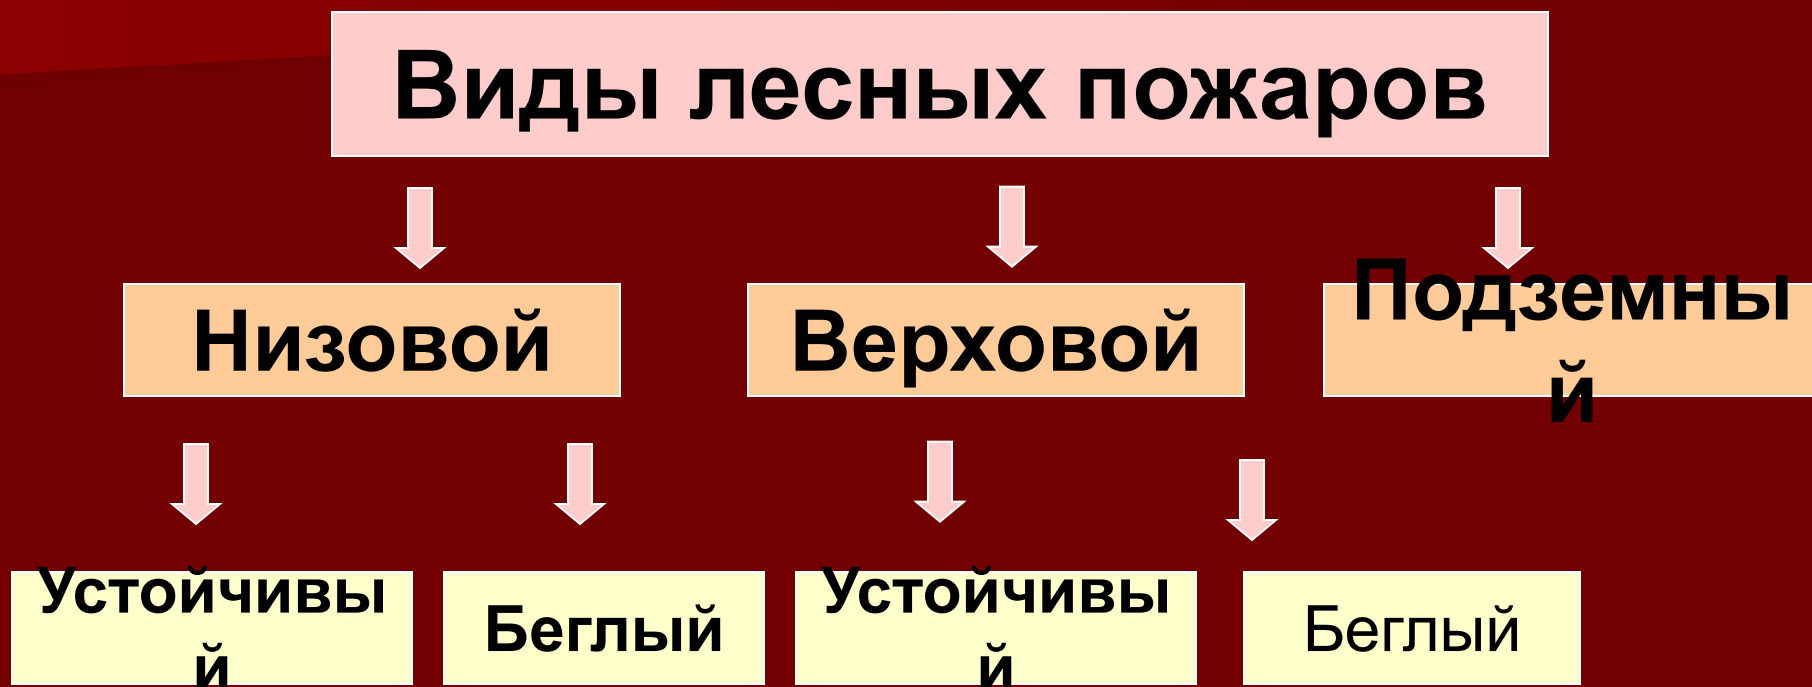 Виды лесных пожаров
Низовой
Верховой
Подземны
й
Устойчивы
й
Беглый
Устойчивы
й
Беглый